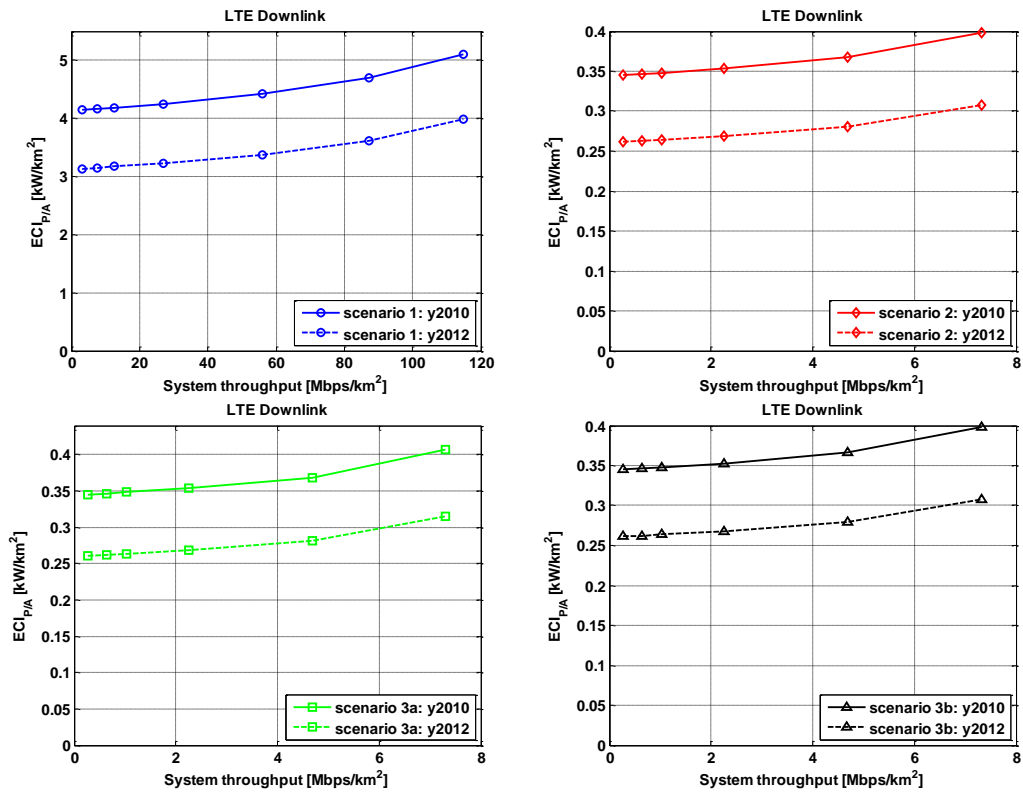 LTE Downlink
ECI_P/A [kW/km²]
5
4
3
2
1
0
0 20 40 60 80 100 120
System throughput [Mbps/km²]
scenario 1: y2010
scenario 1: y2012
LTE Downlink
ECI_P/A [kW/km²]
0.4
0.35
0.3
0.25
0.2
0.15
0.1
0.05
0
0 2 4 6 8
System throughput [Mbps/km²]
scenario 2: y2010
scenario 2: y2012
LTE Downlink
ECI_P/A [kW/km²]
0.4
0.35
0.3
0.25
0.2
0.15
0.1
0.05
0
0 2 4 6 8
System throughput [Mbps/km²]
scenario 3a: y2010
scenario 3a: y2012
LTE Downlink
ECI_P/A [kW/km²]
0.4
0.35
0.3
0.25
0.2
0.15
0.1
0.05
0
0 2 4 6 8
System throughput [Mbps/km²]
scenario 3b: y2010
scenario 3b: y2012